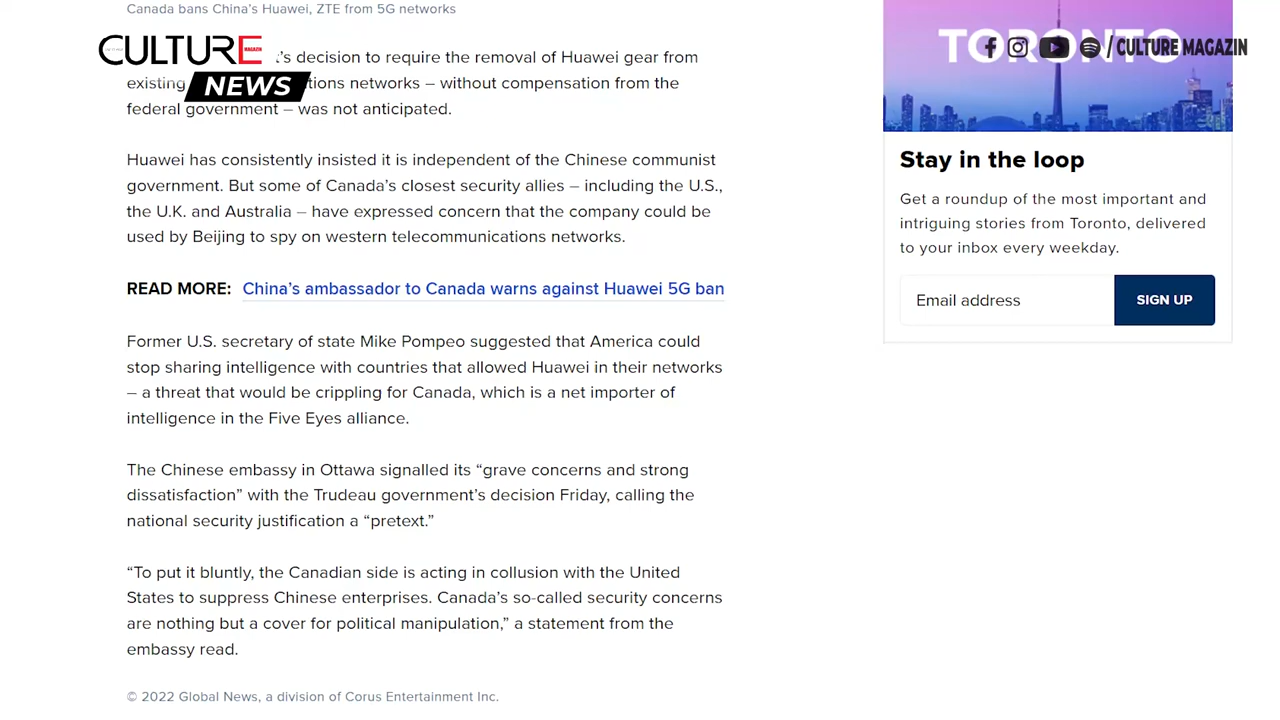 Canada bans China's Huawei, ZTE from 5G networks
CULTURE MAGAZIN
NEWS
's decision to require the removal of Huawei gear from
existing tions networks – without compensation from the
federal government – was not anticipated.
Huawei has consistently insisted it is independent of the Chinese communist
government. But some of Canada's closest security allies – including the U.S.,
the U.K. and Australia – have expressed concern that the company could be
used by Beijing to spy on western telecommunications networks.
READ MORE: China's ambassador to Canada warns against Huawei 5G ban
Former U.S. secretary of state Mike Pompeo suggested that America could
stop sharing intelligence with countries that allowed Huawei in their networks
– a threat that would be crippling for Canada, which is a net importer of
intelligence in the Five Eyes alliance.
The Chinese embassy in Ottawa signalled its “grave concerns and strong
dissatisfaction” with the Trudeau government's decision Friday, calling the
national security justification a “pretext.”
“To put it bluntly, the Canadian side is acting in collusion with the United
States to suppress Chinese enterprises. Canada's so-called security concerns
are nothing but a cover for political manipulation,” a statement from the
embassy read.
© 2022 Global News, a division of Corus Entertainment Inc.
TORONTO
/ CULTURE MAGAZIN
Stay in the loop
Get a roundup of the most important and
intriguing stories from Toronto, delivered
to your inbox every weekday.
Email address
SIGN UP